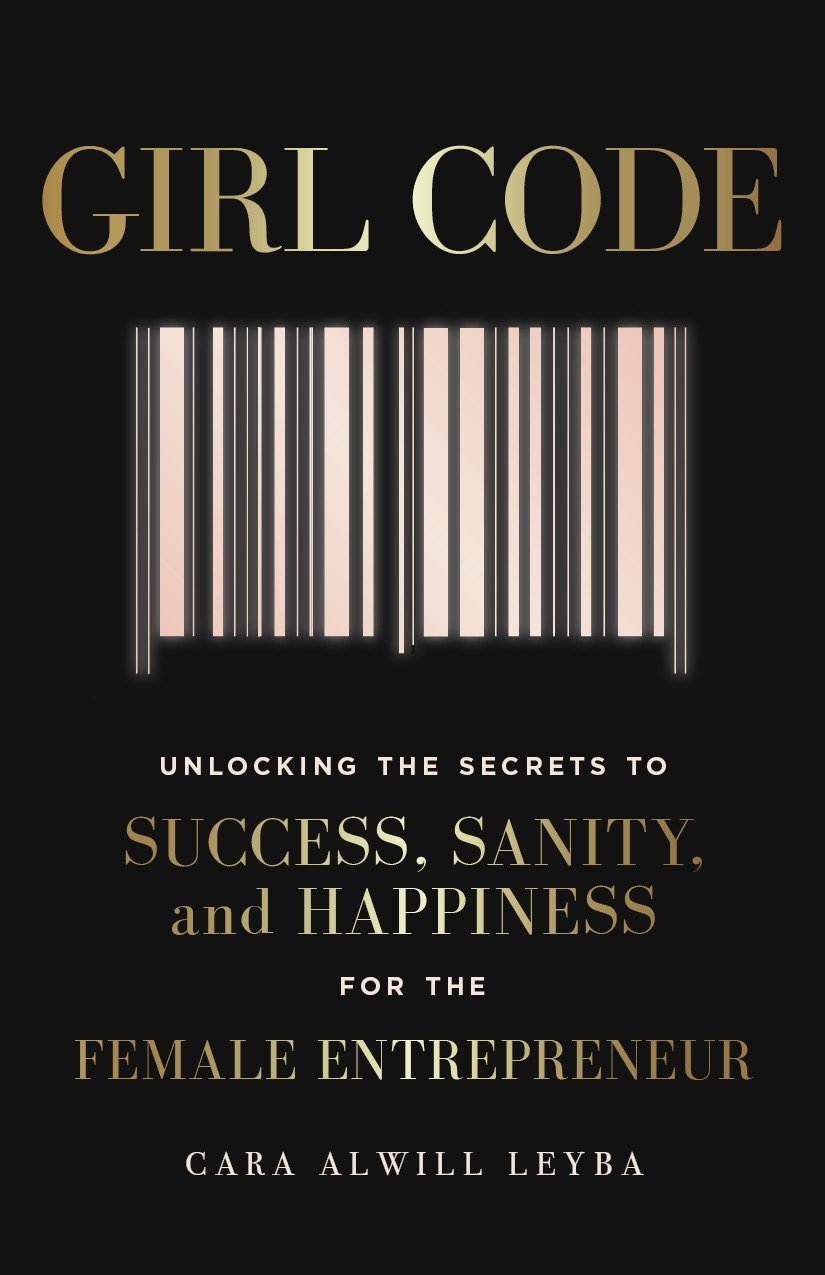 GIRL CODE
UNLOCKING THE SECRETS TO
SUCCESS, SANITY,
and HAPPINESS
FOR THE
FEMALE ENTREPRENEUR
CARA ALWILL LEYBA